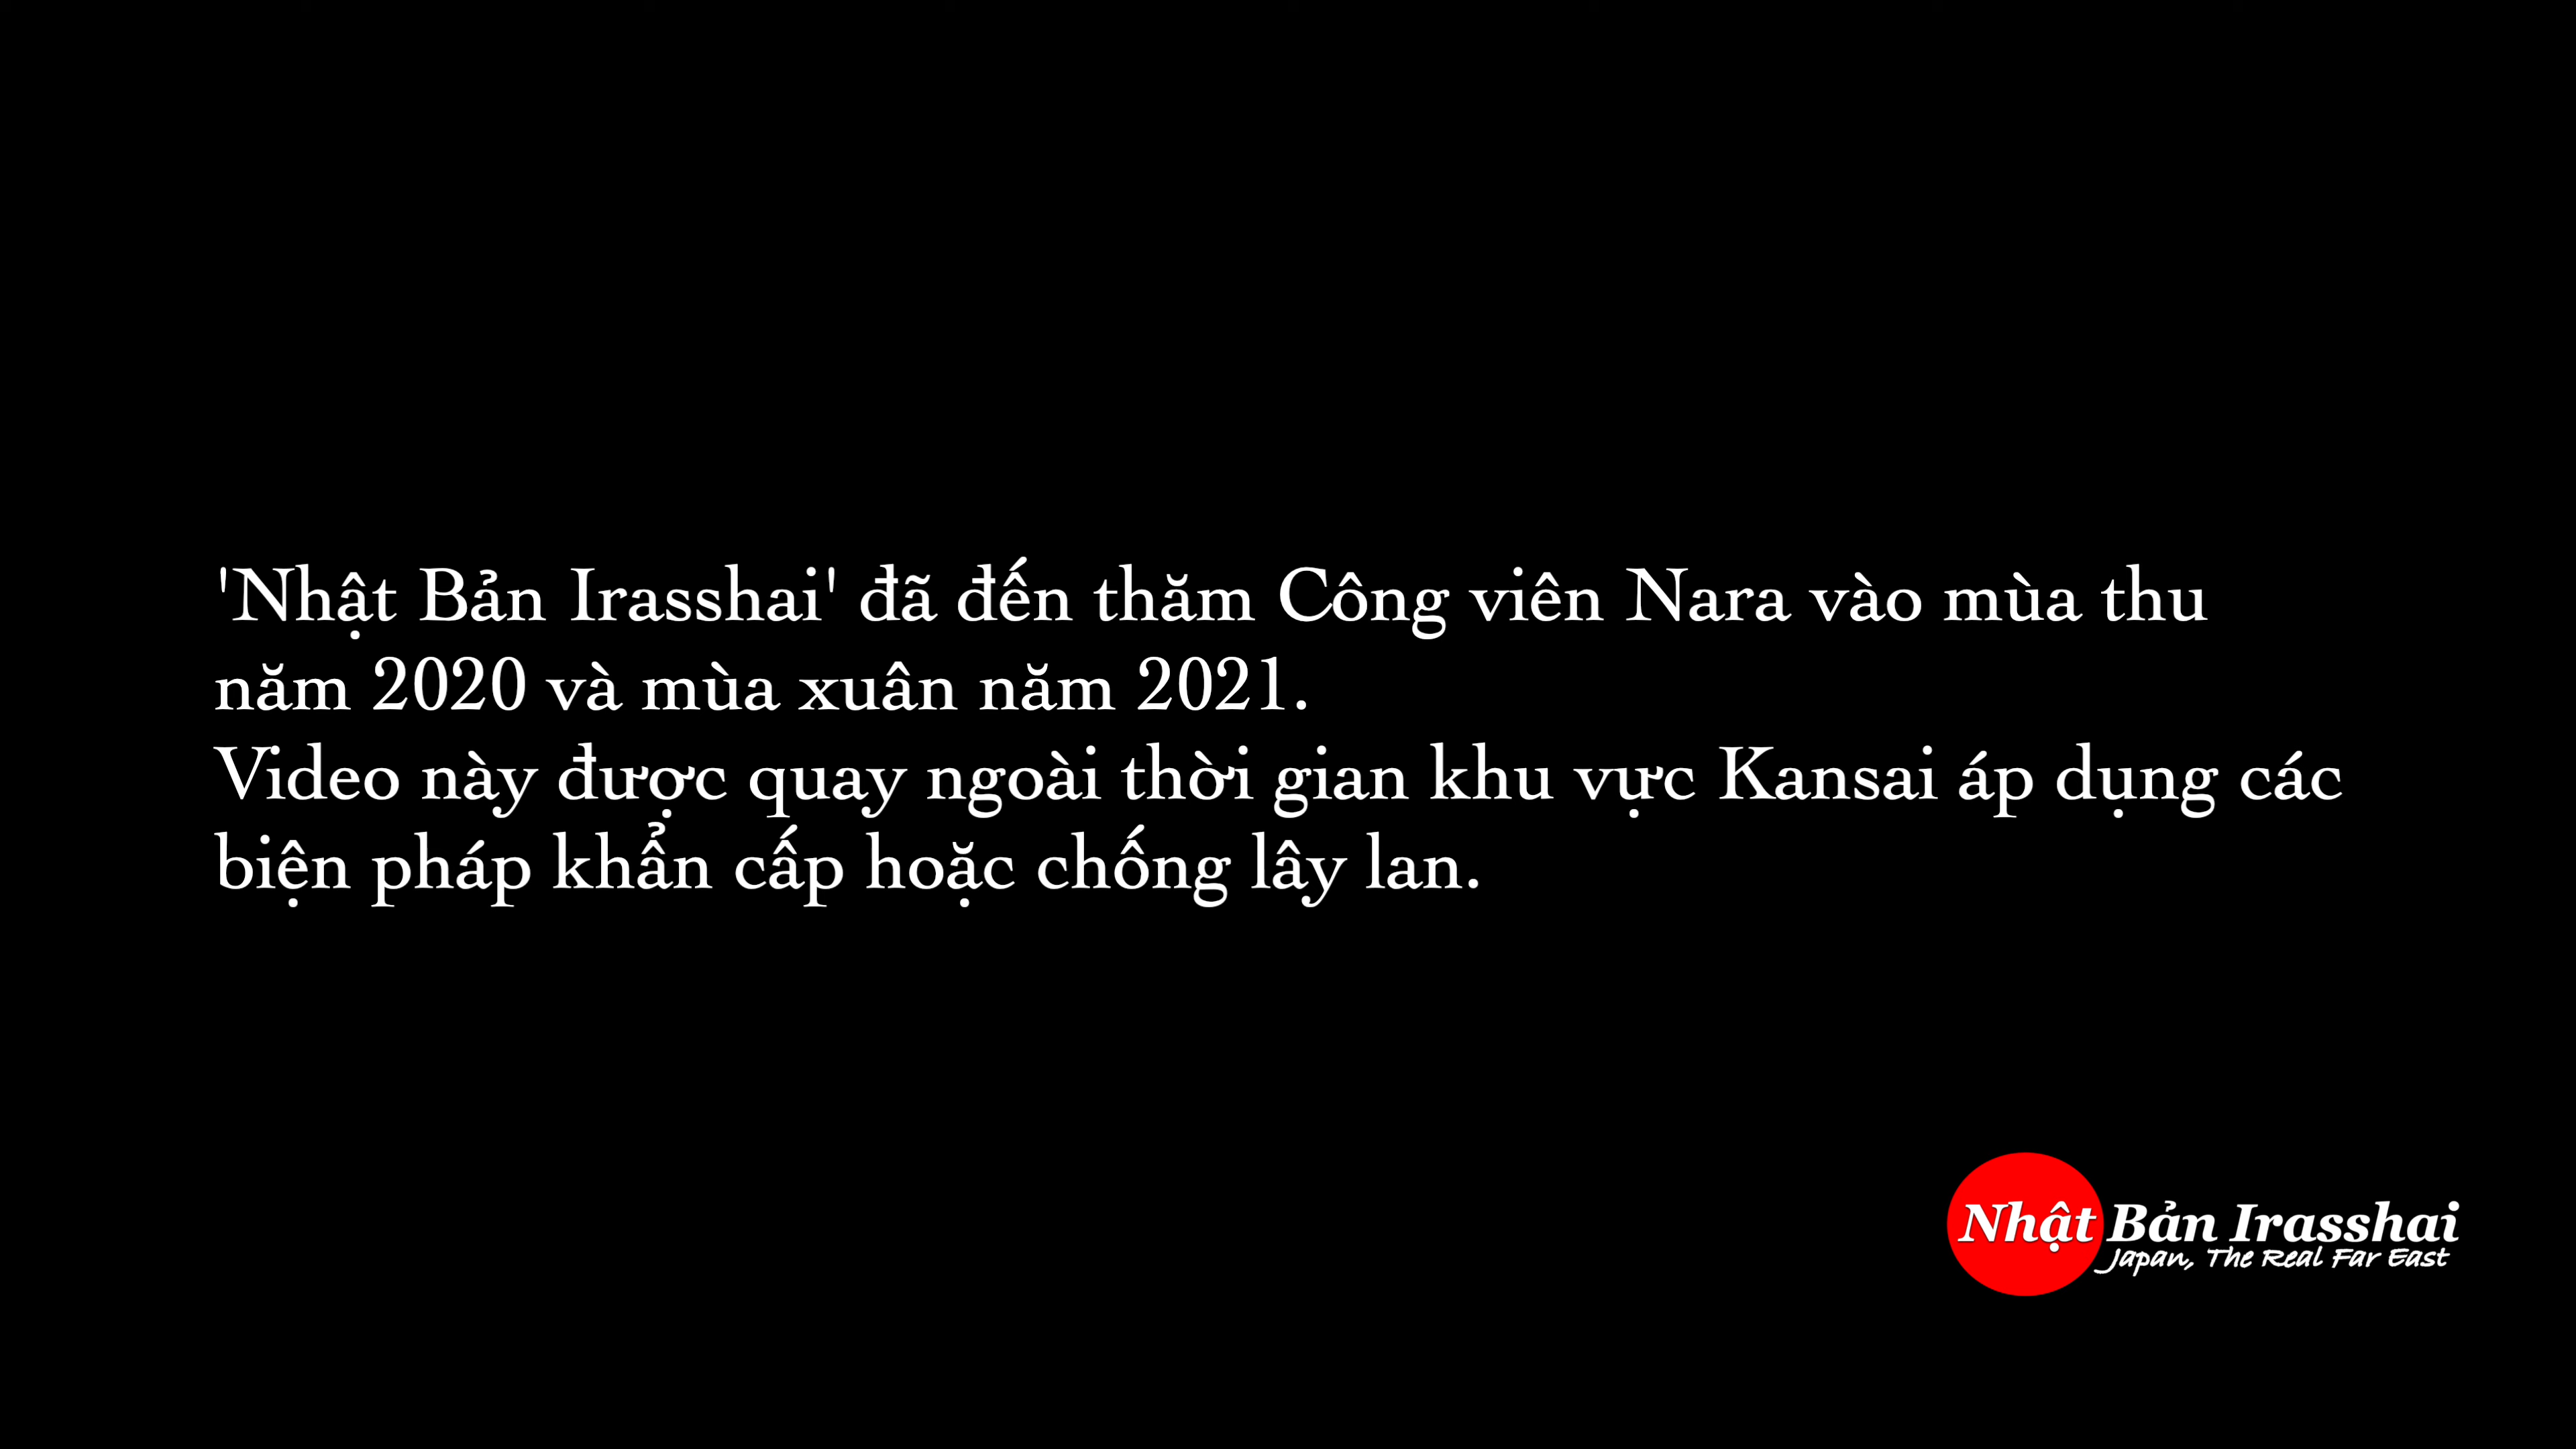 'Nhật Bản Irasshai' đã đến thăm Công viên Nara vào mùa thu
năm 2020 và mùa xuân năm 2021.
Video này được quay ngoài thời gian khu vực Kansai áp dụng các
biện pháp khẩn cấp hoặc chống lây lan.
Nhật Bản Irasshai
Japan, The Real Far East